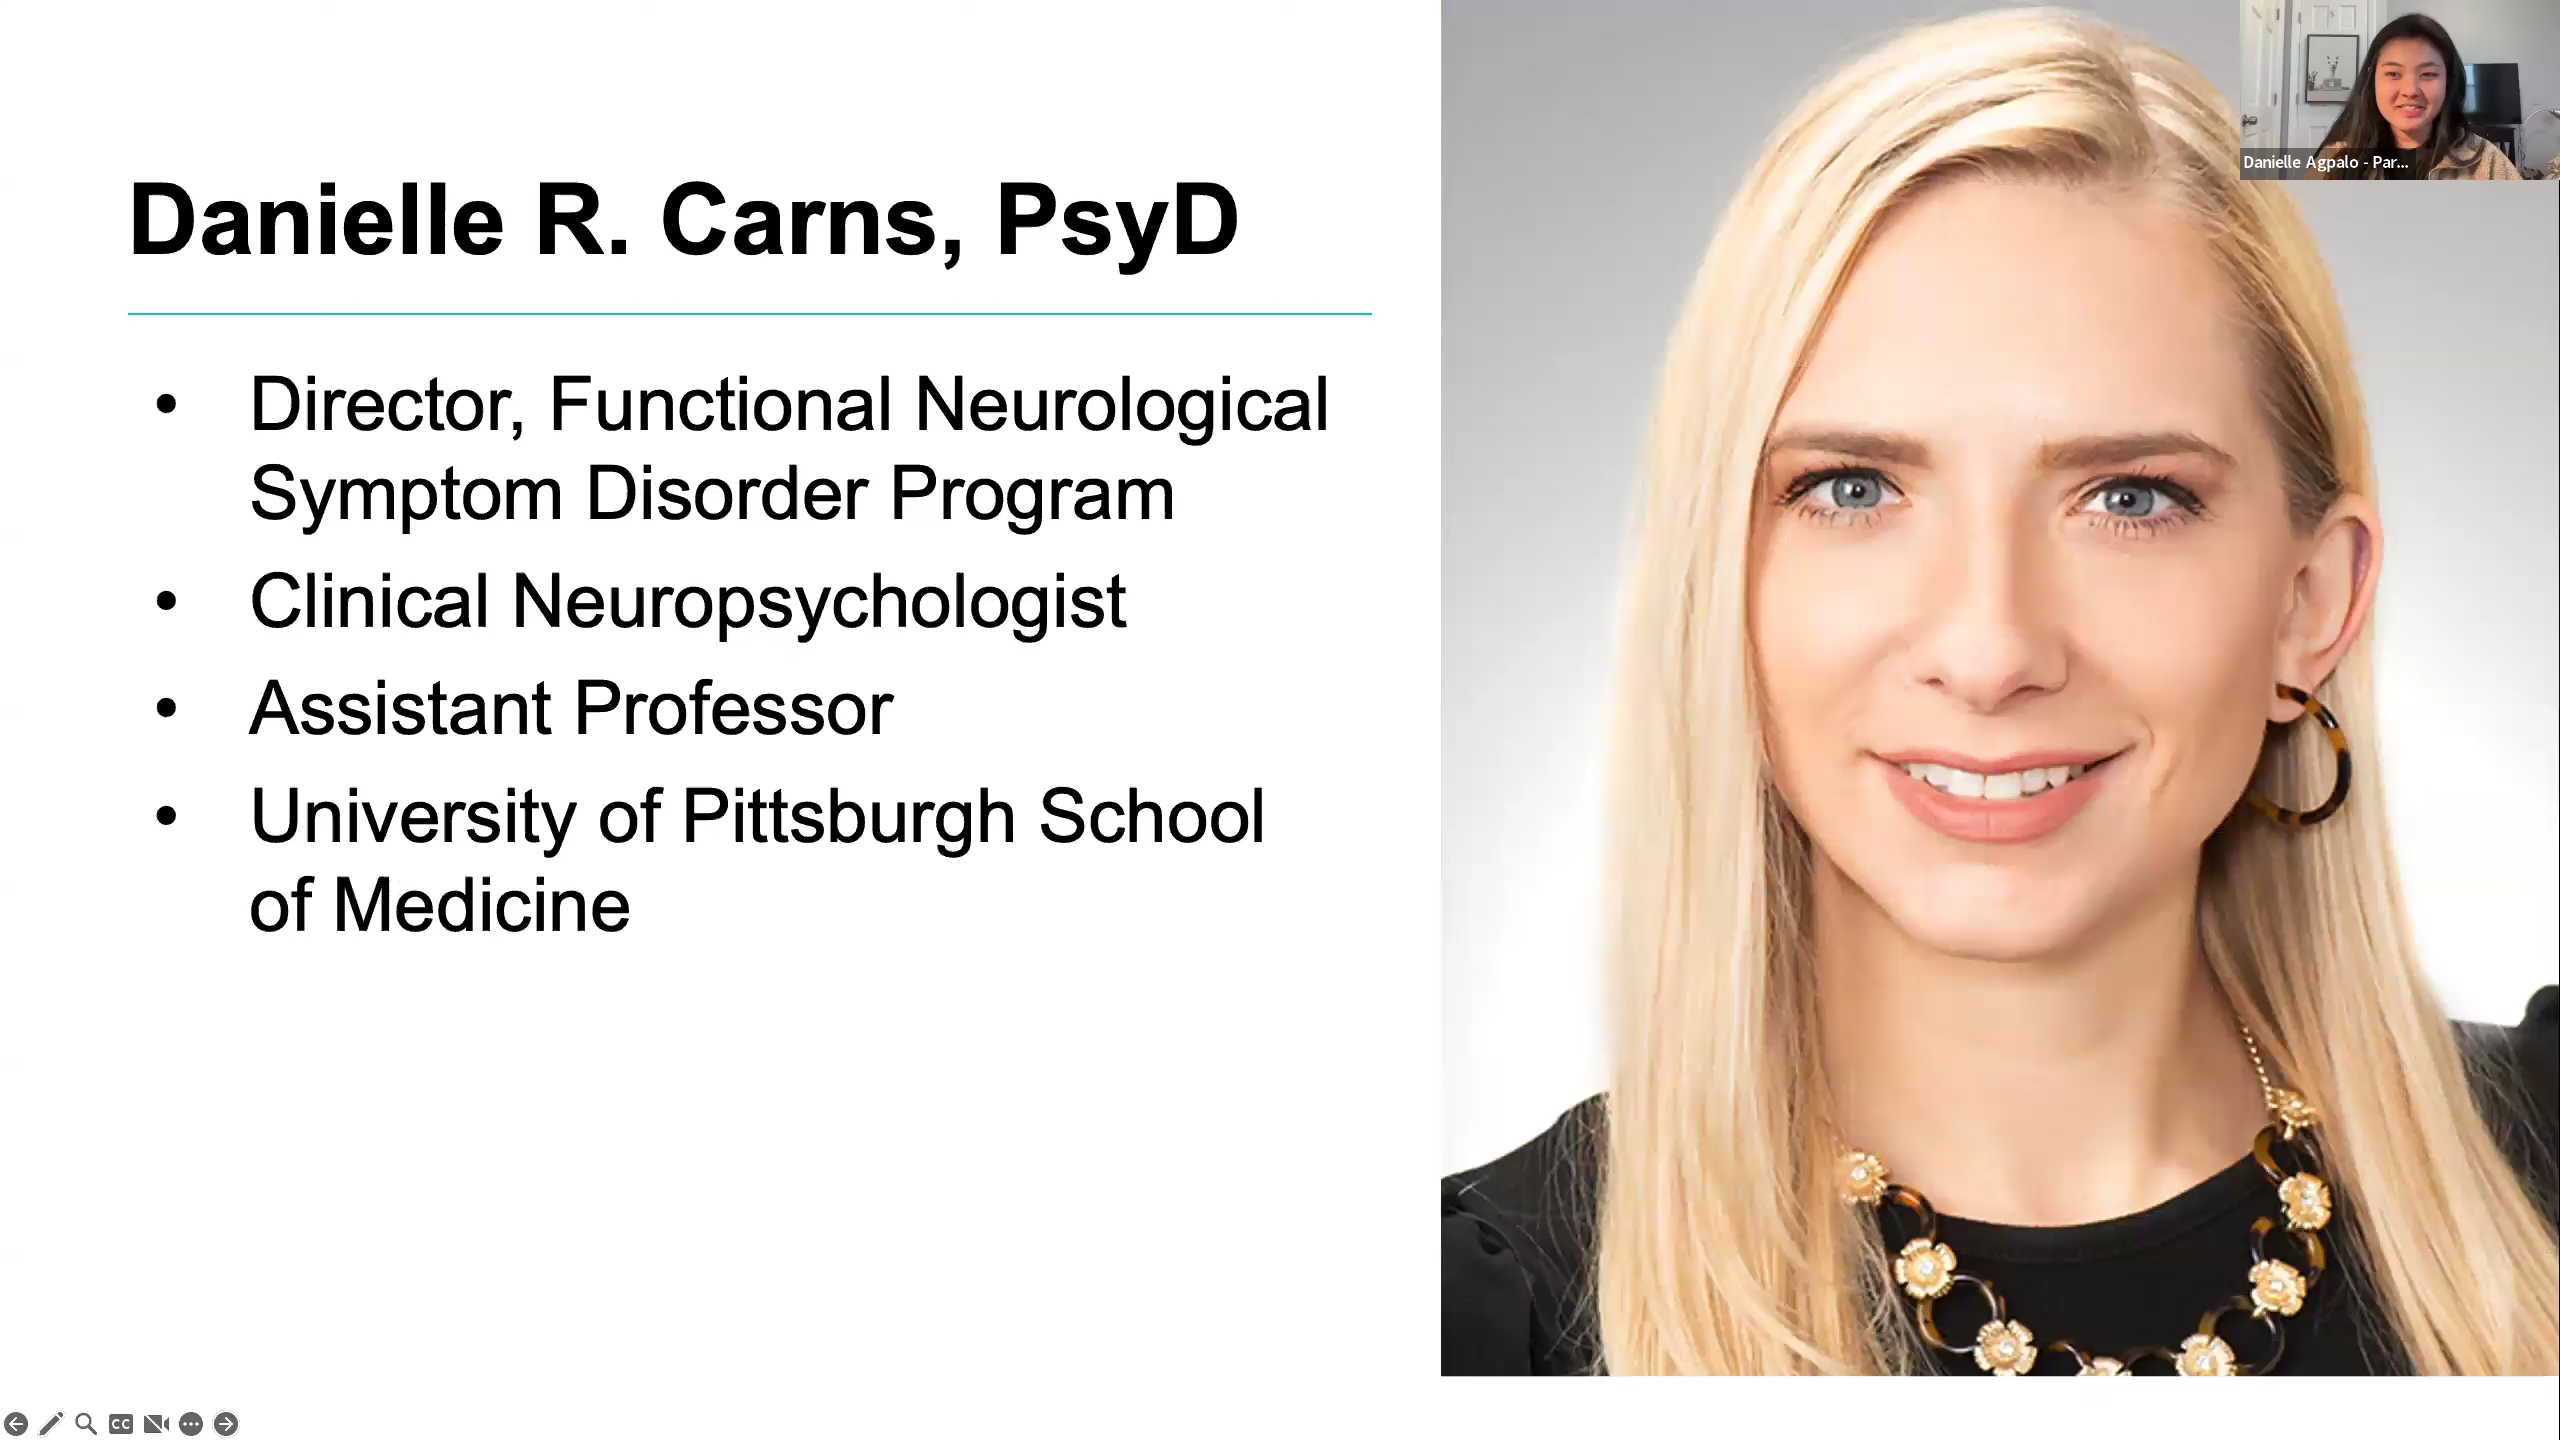 Danielle R. Carns, PsyD
• Director, Functional Neurological
Symptom Disorder Program
• Clinical Neuropsychologist
• Assistant Professor
• University of Pittsburgh School
of Medicine
Danielle Agpalo - Par...
CC